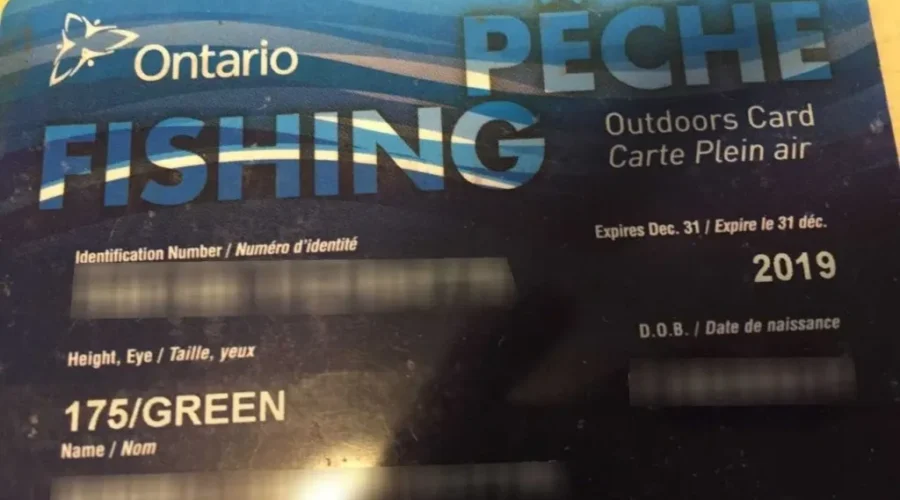 Ontario
PÊCHE
FISHING
Outdoors Card
Carte Plein air
Identification Number / Numéro d'identité
Expires Dec. 31 / Expire le 31 déc.
2019
Height, Eye / Taille, yeux
D.O.B. / Date de naissance
175/GREEN
Name / Nom